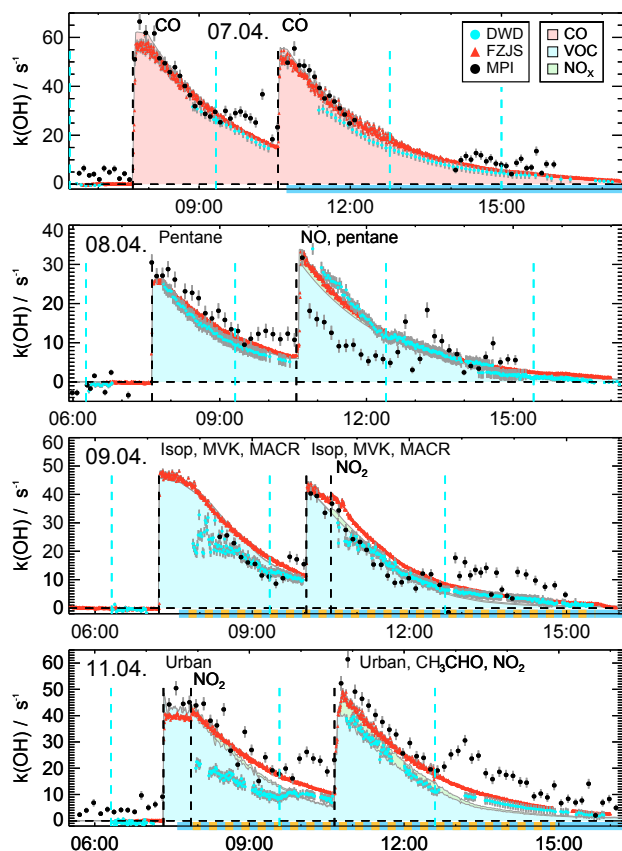 CO 07.04. CO
DWD
FZJS
MPI
CO
VOC
NOx
k(OH) / s⁻¹
60
40
20
0
09:00 12:00 15:00
08.04. Pentane NO, pentane
k(OH) / s⁻¹
40
30
20
10
0
06:00 09:00 12:00 15:00
09.04. Isop, MVK, MACR Isop, MVK, MACR
NO₂
k(OH) / s⁻¹
60
50
40
30
20
10
0
06:00 09:00 12:00 15:00
11.04. Urban Urban, CH₃CHO, NO₂
NO₂
k(OH) / s⁻¹
60
40
20
0
06:00 09:00 12:00 15:00